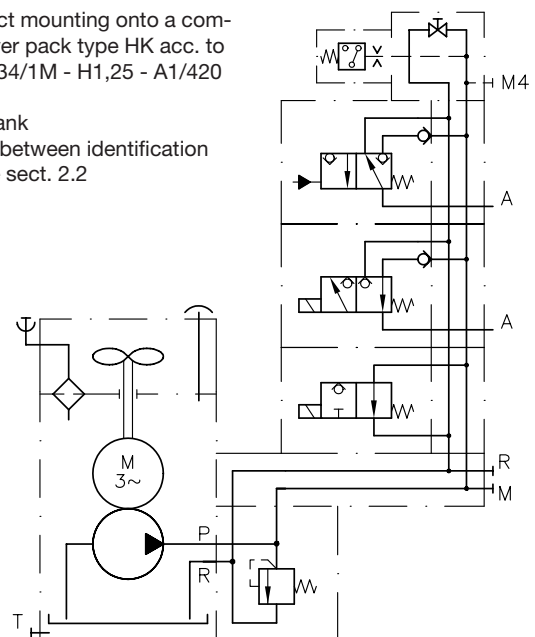 ct mounting onto a com-
er pack type HK acc. to
34/1M - H1,25 - A1/420
ank
between identification
sect. 2.2
M4
A
A
R
M
M
3~
P
R
T